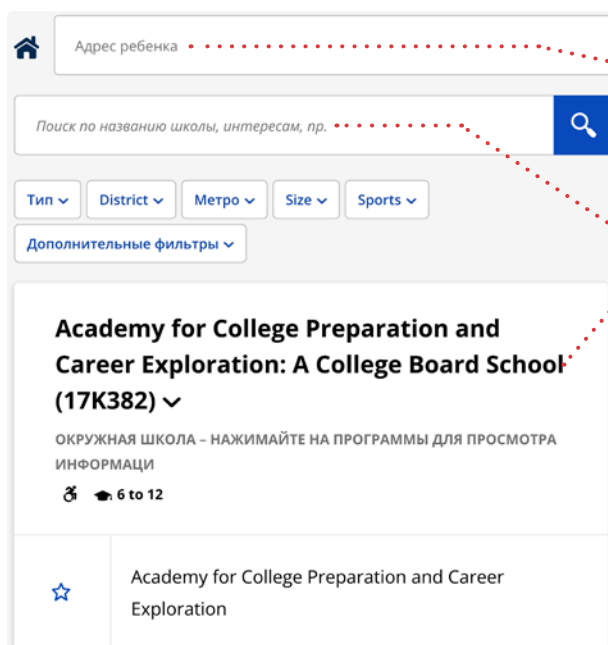 Адрес ребенка
Поиск по названию школы, интересам, пр.
Тип District Метро Size Sports
Дополнительные фильтры
Academy for College Preparation and
Career Exploration: A College Board School
(17K382)
ОКРУЖНАЯ ШКОЛА – НАЖИМАЙТЕ НА ПРОГРАММЫ ДЛЯ ПРОСМОТРА
ИНФОРМАЦИ
6 to 12
Academy for College Preparation and Career
Exploration